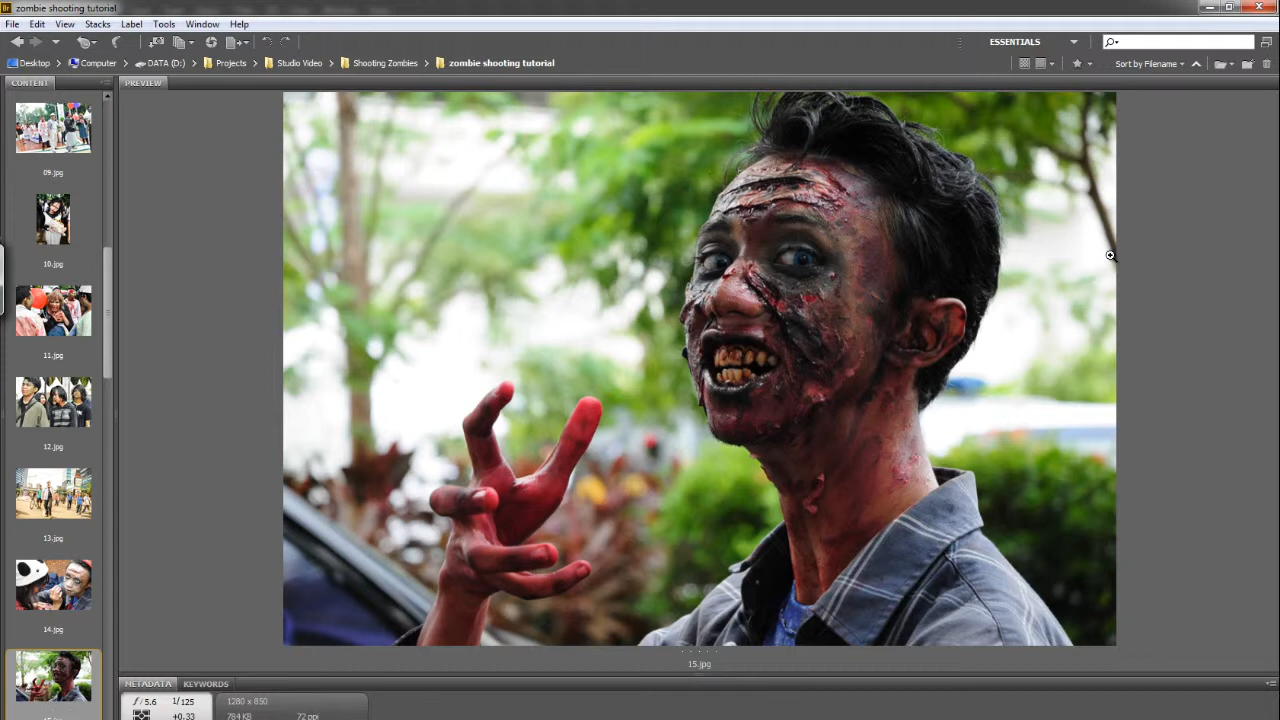 Br zombie shooting tutorial
File Edit View Stacks Label Tools Window Help
ESSENTIALS
Desktop Computer DATA (D:) Projects Studio Video Shooting Zombies zombie shooting tutorial
Sort by Filename
CONTENT
PREVIEW
09.jpg
10.jpg
11.jpg
12.jpg
13.jpg
14.jpg
15.jpg
METADATA KEYWORDS
f/5.6 1/125
+0.33
1280 x 850
784 KB 72 ppi